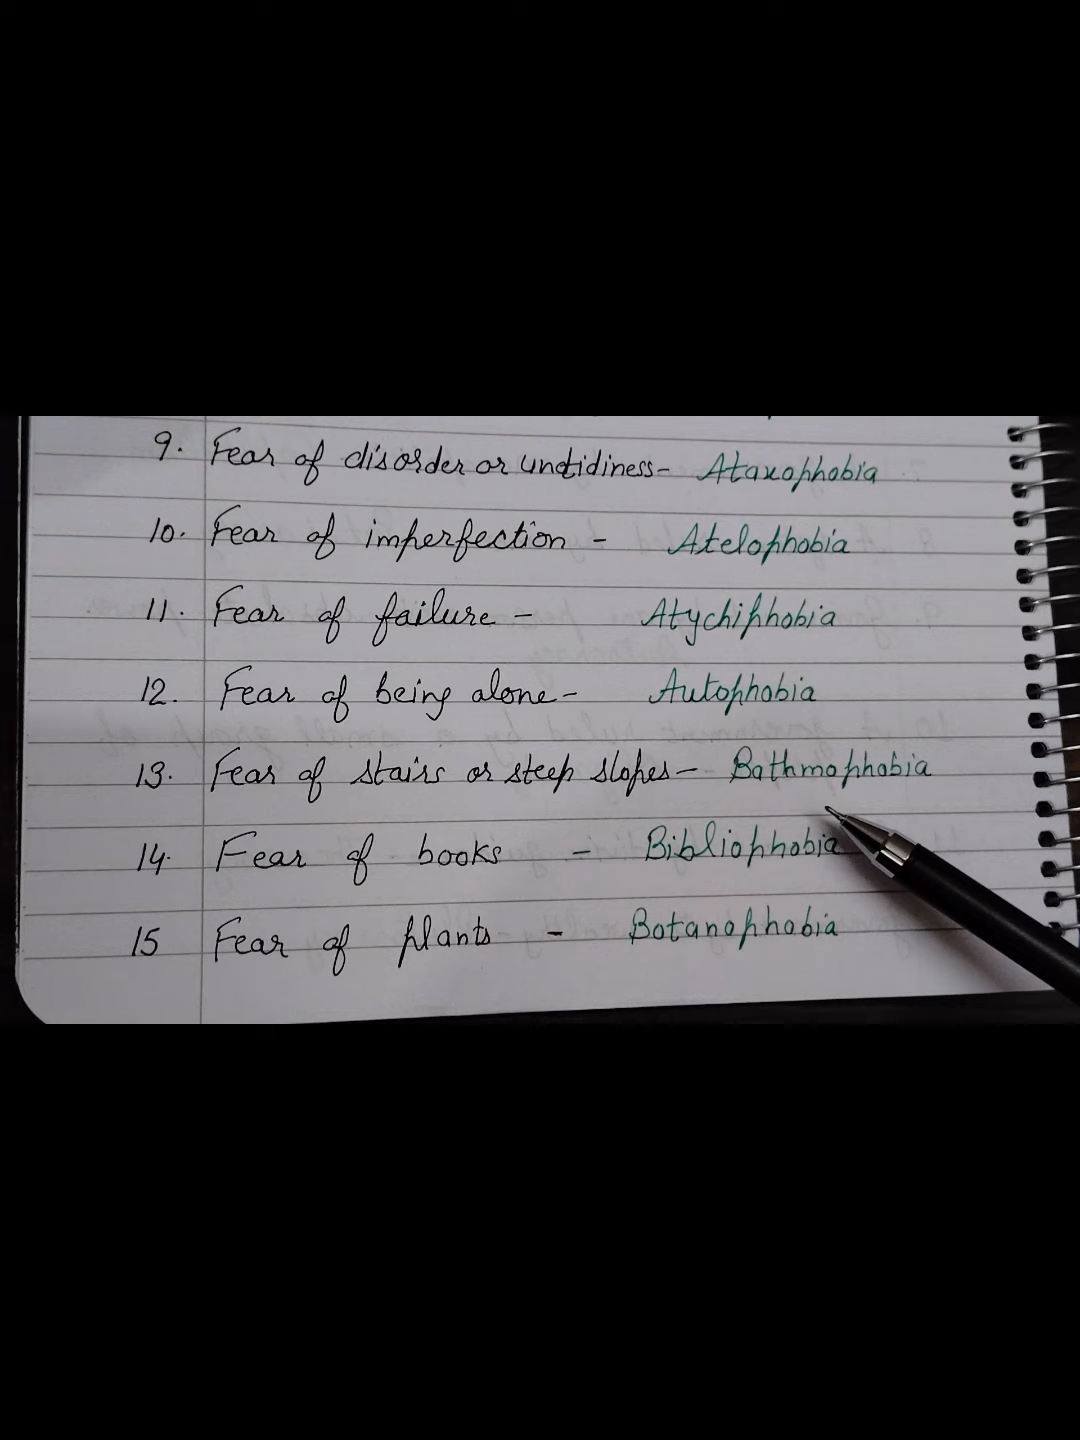 9. Fear of disorder or untidiness- Ataxophobia
10. Fear of imperfection - Atelophobia
11. Fear of failure - Atychiphobia
12. Fear of being alone- Autophobia
13. Fear of stairs or steep slopes- Bathmophobia
14. Fear of books - Bibliophobia
15 Fear of plants - Botanophobia